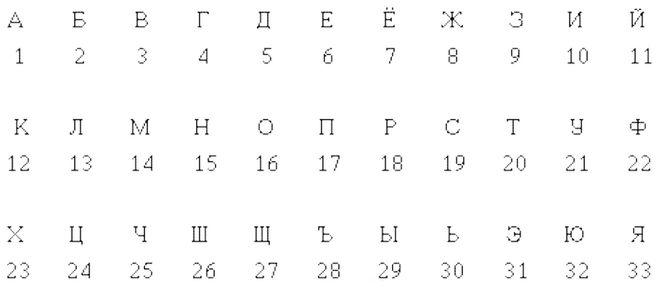 А Б В Г Д Е Ё Ж З И Й
1 2 3 4 5 6 7 8 9 10 11
К Л М Н О П Р С Т У Ф
12 13 14 15 16 17 18 19 20 21 22
Х Ц Ч Ш Щ Ъ Ы Ь Э Ю Я
23 24 25 26 27 28 29 30 31 32 33